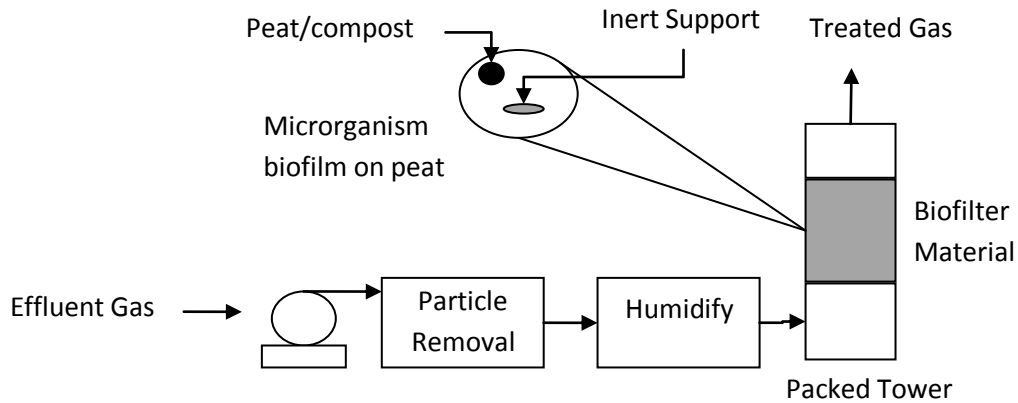 Peat/compost
Inert Support
Treated Gas
Microrganism
biofilm on peat
Biofilter
Material
Effluent Gas
Particle
Removal
Humidify
Packed Tower